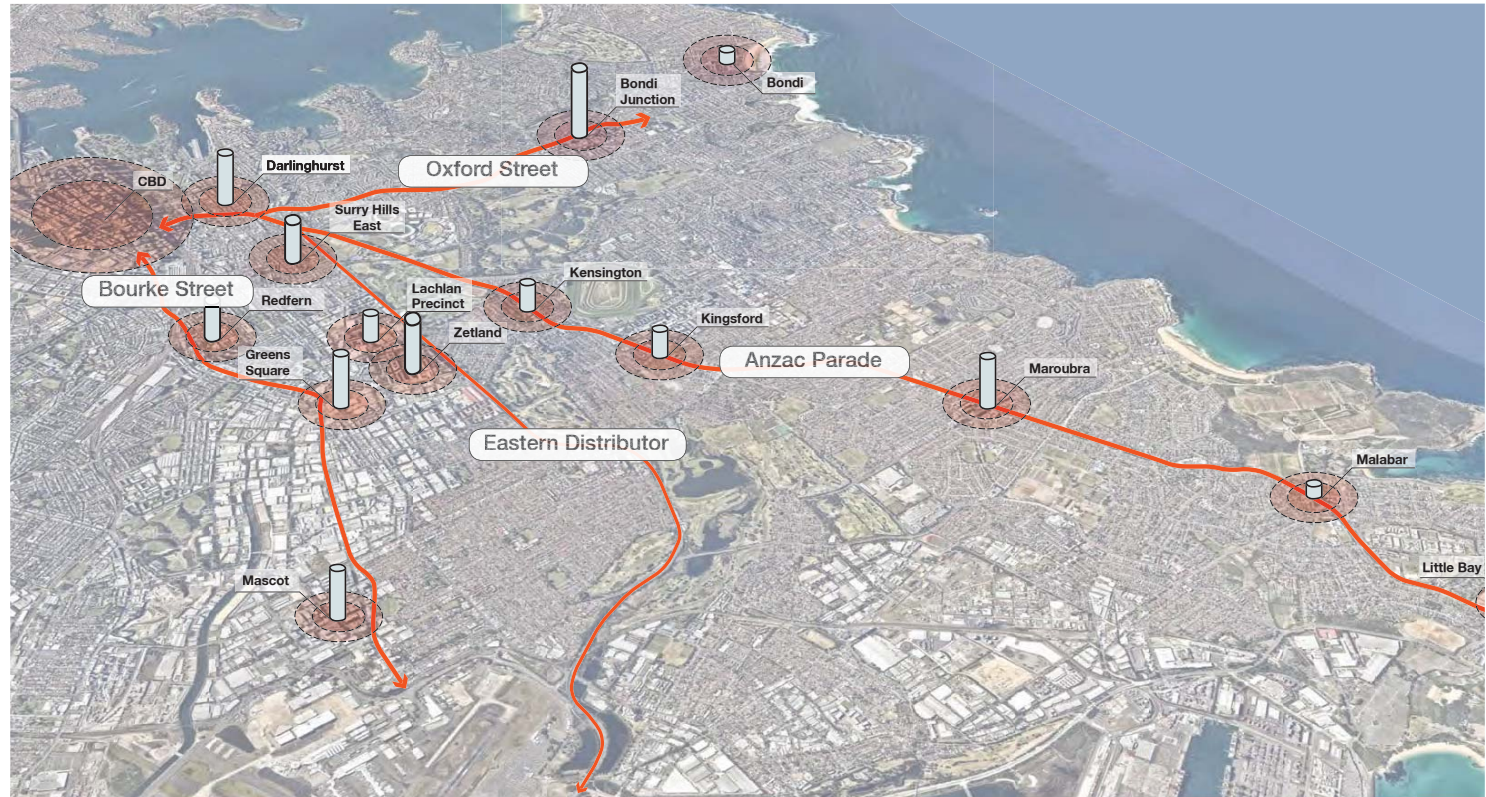 Bondi
Junction
Bondi
Oxford Street
Darlinghurst
CBD
Surry Hills
East
Kensington
Bourke Street
Redfern
Lachlan
Precinct
Zetland
Kingsford
Greens
Square
Anzac Parade
Maroubra
Eastern Distributor
Malabar
Little Bay
Mascot